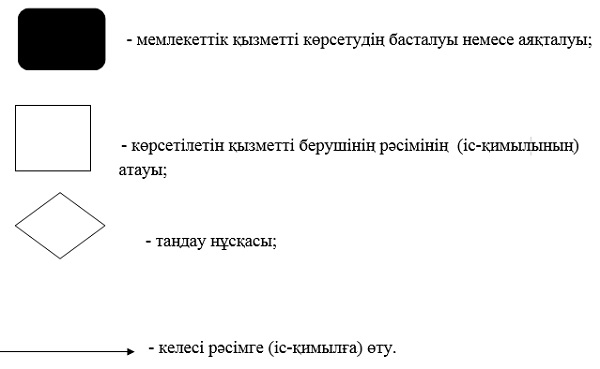 - мемлекеттік қызметті көрсетудің басталуы немесе аяқталуы;
- көрсетілетін қызметті берушінің рәсімінің (іс-қимылының)
атауы;
- таңдау нұсқасы;
- келесі рәсімге (іс-қимылға) өту.